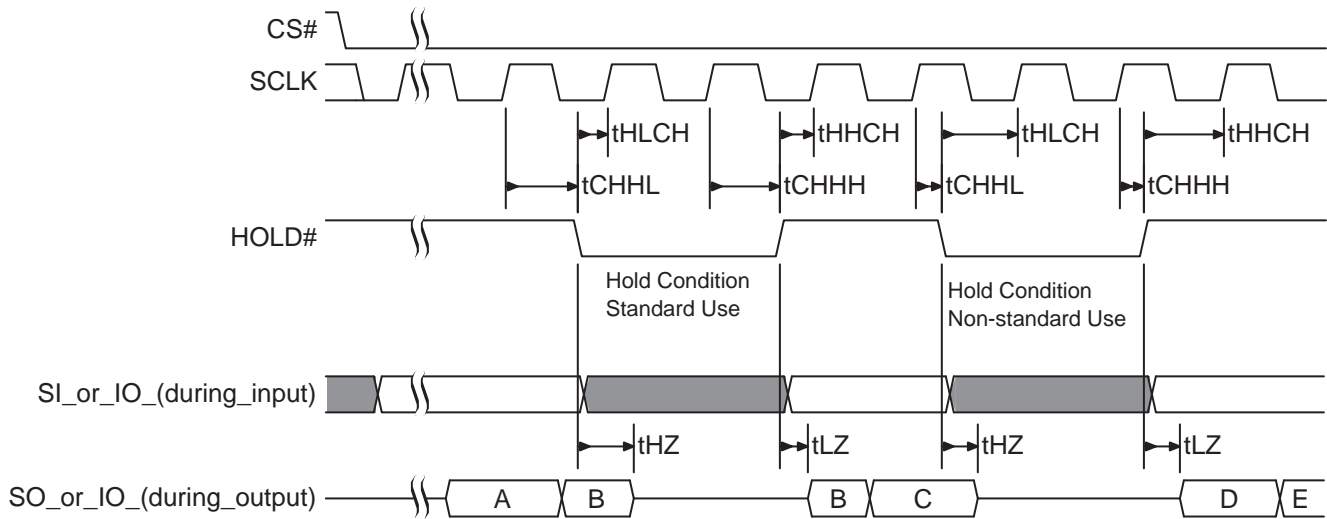 CS#
SCLK
tHLCH tHHCH tHLCH tHHCH
tCHHL tCHHH tCHHL tCHHH
HOLD#
Hold Condition
Standard Use
Hold Condition
Non-standard Use
SI_or_IO_(during_input)
tHZ tLZ tHZ tLZ
SO_or_IO_(during_output) A B B C D E